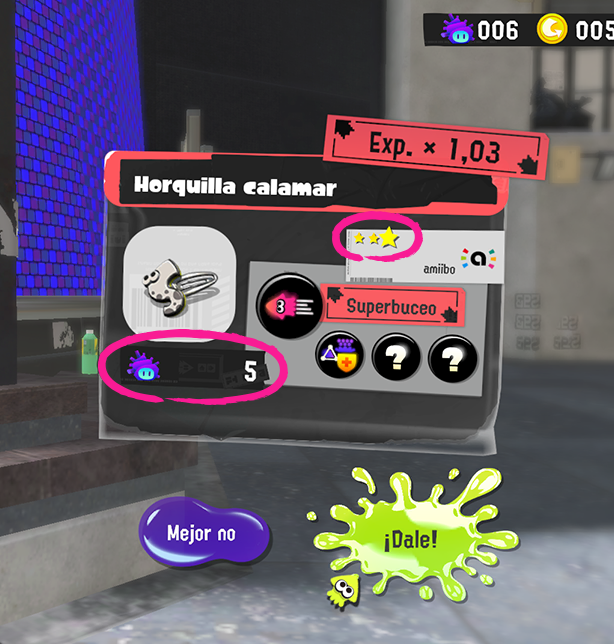 006
005
Exp. × 1,03
Horquilla calamar
amiibo
a
3
Superbuceo
? ?
5
Mejor no
¡Dale!